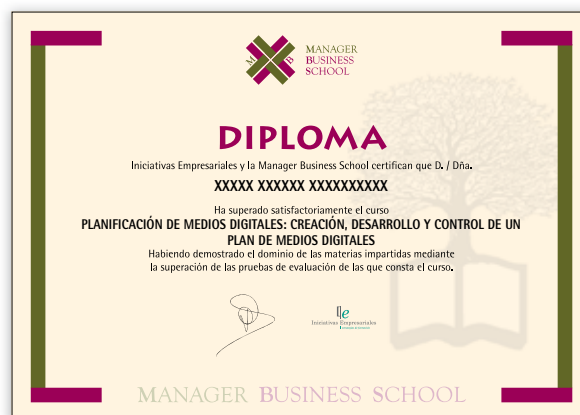 M B
MANAGER
BUSINESS
SCHOOL
DIPLOMA
Iniciativas Empresariales y la Manager Business School certifican que D. / Dña.
XXXXX XXXXXX XXXXXXXXXX
Ha superado satisfactoriamente el curso
PLANIFICACIÓN DE MEDIOS DIGITALES: CREACIÓN, DESARROLLO Y CONTROL DE UN
PLAN DE MEDIOS DIGITALES
Habiendo demostrado el dominio de las materias impartidas mediante
la superación de las pruebas de evaluación de las que consta el curso.
Iniciativas Empresariales
MANAGER BUSINESS SCHOOL